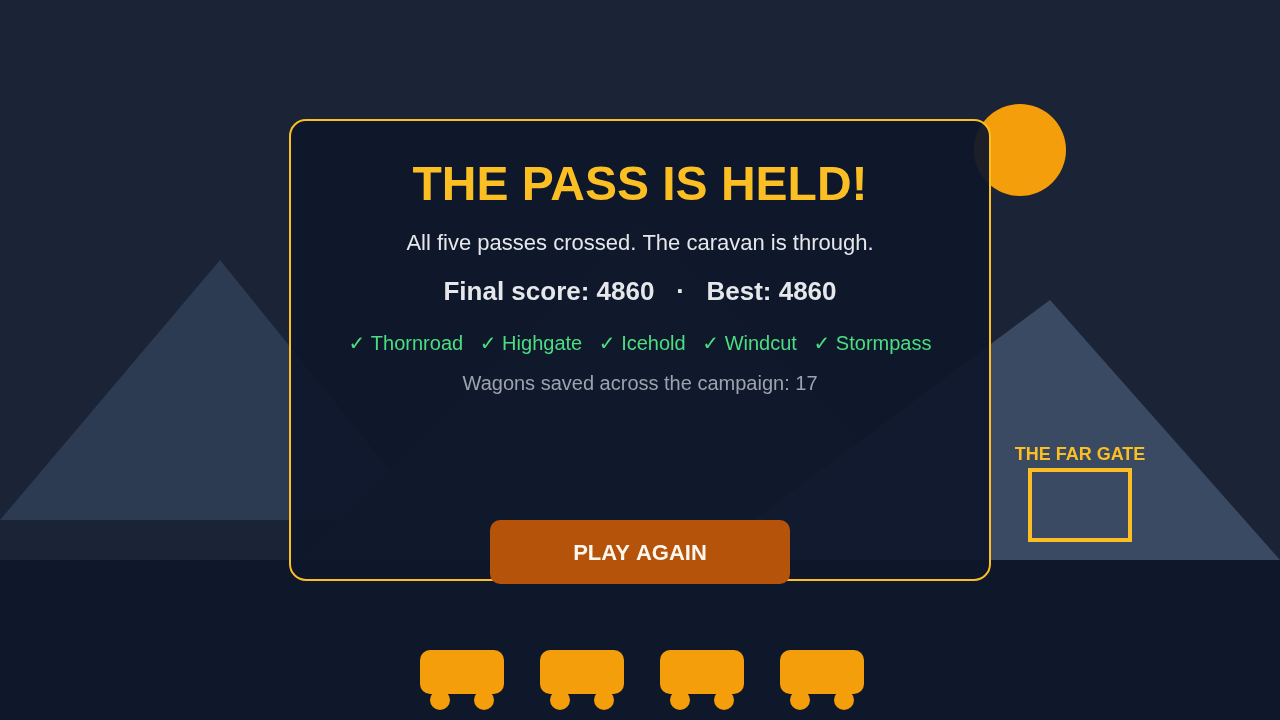 THE PASS IS HELD!
All five passes crossed. The caravan is through.
Final score: 4860 · Best: 4860
✓ Thornroad ✓ Highgate ✓ Icehold ✓ Windcut ✓ Stormpass
Wagons saved across the campaign: 17
THE FAR GATE
PLAY AGAIN